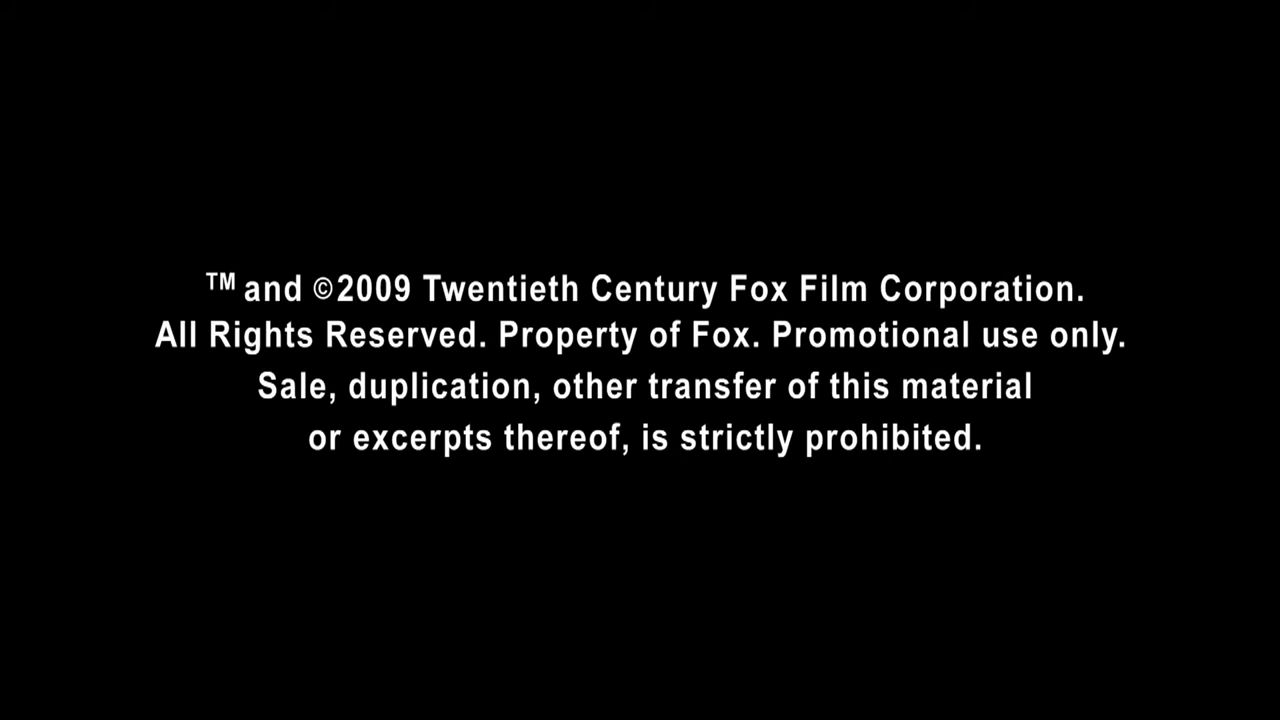 ™ and ©2009 Twentieth Century Fox Film Corporation.
All Rights Reserved. Property of Fox. Promotional use only.
Sale, duplication, other transfer of this material
or excerpts thereof, is strictly prohibited.